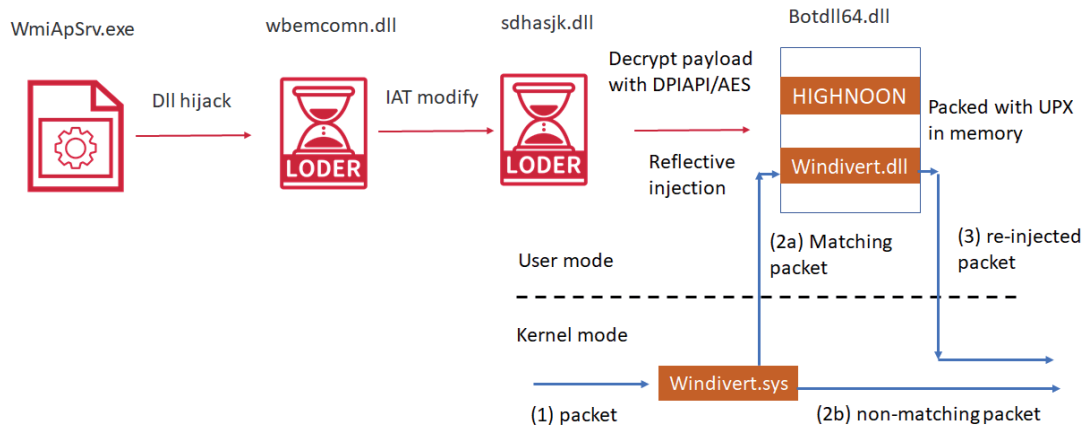 WmiApSrv.exe
wbemcomn.dll
sdhasjk.dll
Botdll64.dll
Dll hijack
LODER
IAT modify
LODER
Decrypt payload
with DPIAPI/AES
Reflective
injection
HIGHNOON
Windivert.dll
Packed with UPX
in memory
(2a) Matching
packet
(3) re-injected
packet
User mode
Kernel mode
(1) packet
Windivert.sys
(2b) non-matching packet